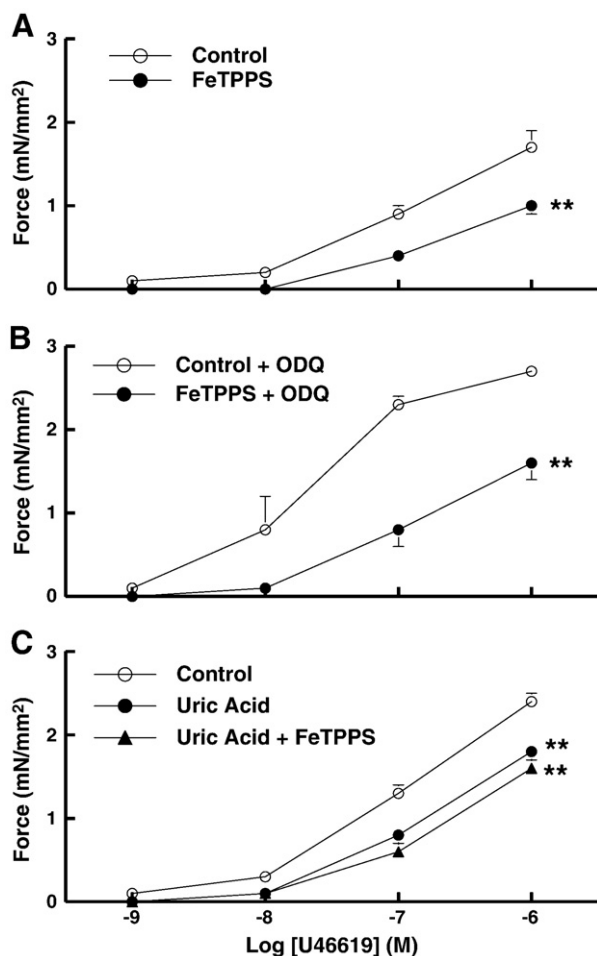 A
3
Control
FeTPPS
2
1
0
Force (mN/mm²)
**
B
3
Control + ODQ
FeTPPS + ODQ
2
1
0
Force (mN/mm²)
**
C
3
Control
Uric Acid
Uric Acid + FeTPPS
2
1
0
Force (mN/mm²)
**
**
-9 -8 -7 -6
Log [U46619] (M)